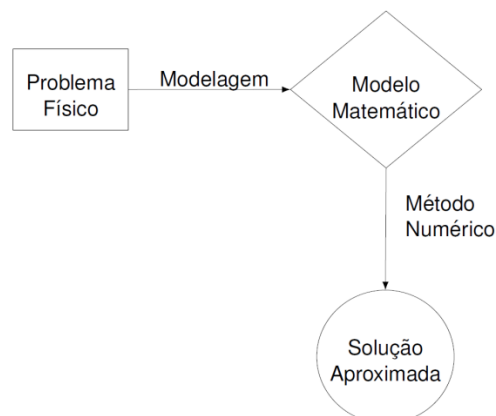 Problema
Físico
Modelagem
Modelo
Matemático
Método
Numérico
Solução
Aproximada